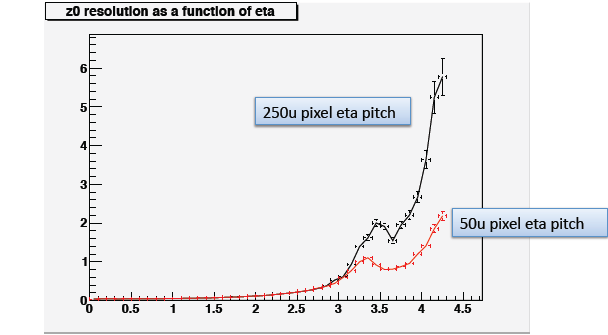 z0 resolution as a function of eta
6
5
4
3
2
1
0
250u pixel eta pitch
50u pixel eta pitch
0 0.5 1 1.5 2 2.5 3 3.5 4 4.5